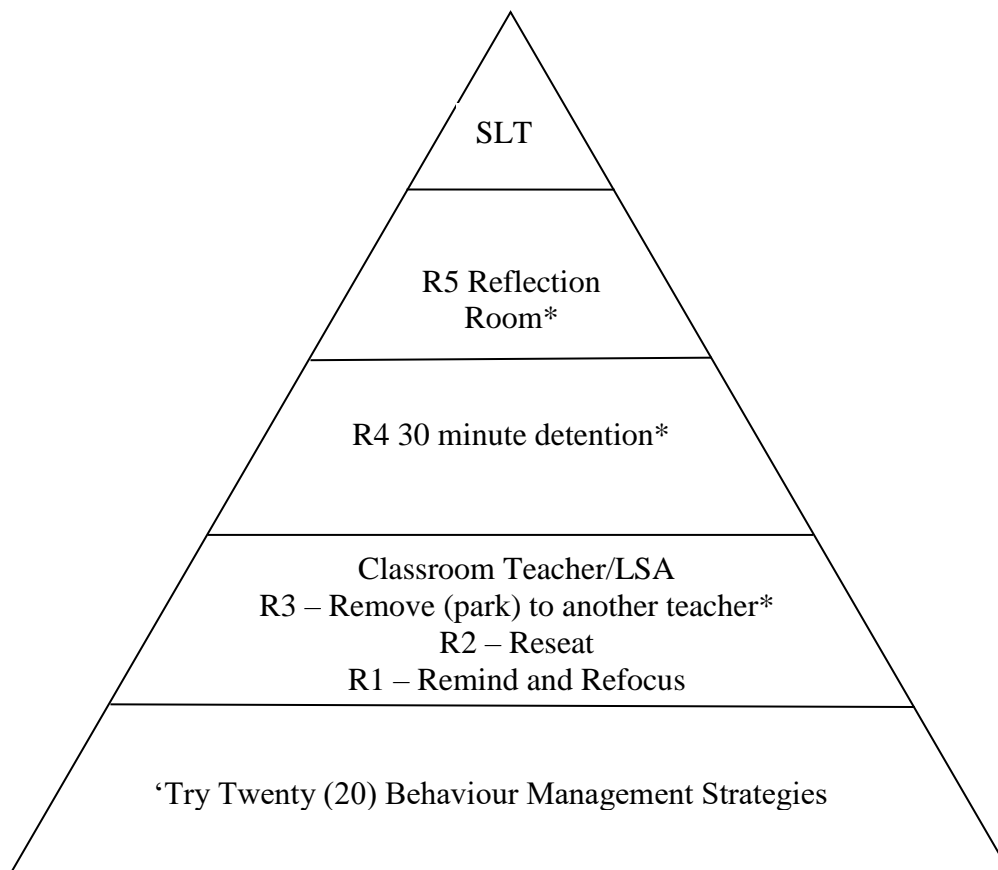 SLT
R5 Reflection
Room*
R4 30 minute detention*
Classroom Teacher/LSA
R3 – Remove (park) to another teacher*
R2 – Reseat
R1 – Remind and Refocus
‘Try Twenty (20) Behaviour Management Strategies